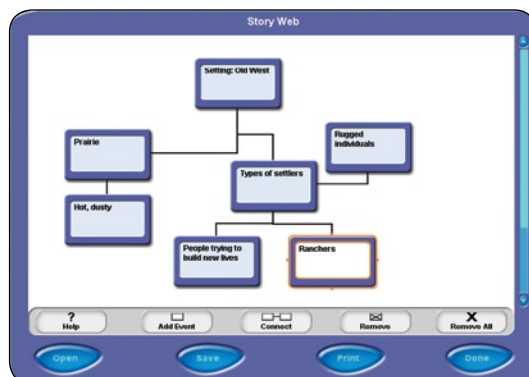 Story Web
Setting: Old West
Prairie
Rugged
individuals
Types of settlers
Hot, dusty
People trying to
build new lives
Ranchers
?
Help
Add Event
Connect
Remove
X
Remove All
Open
Save
Print
Done